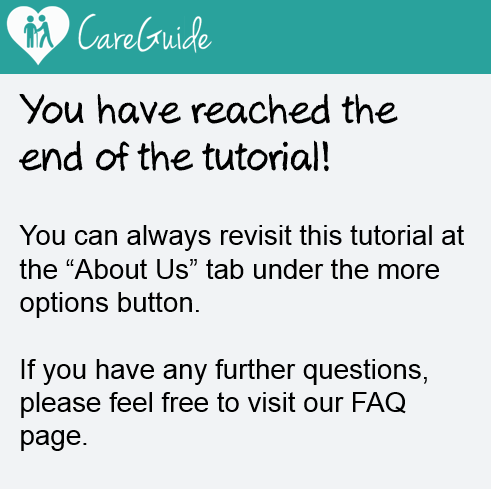 CareGuide
You have reached the
end of the tutorial!
You can always revisit this tutorial at
the “About Us” tab under the more
options button.
If you have any further questions,
please feel free to visit our FAQ
page.